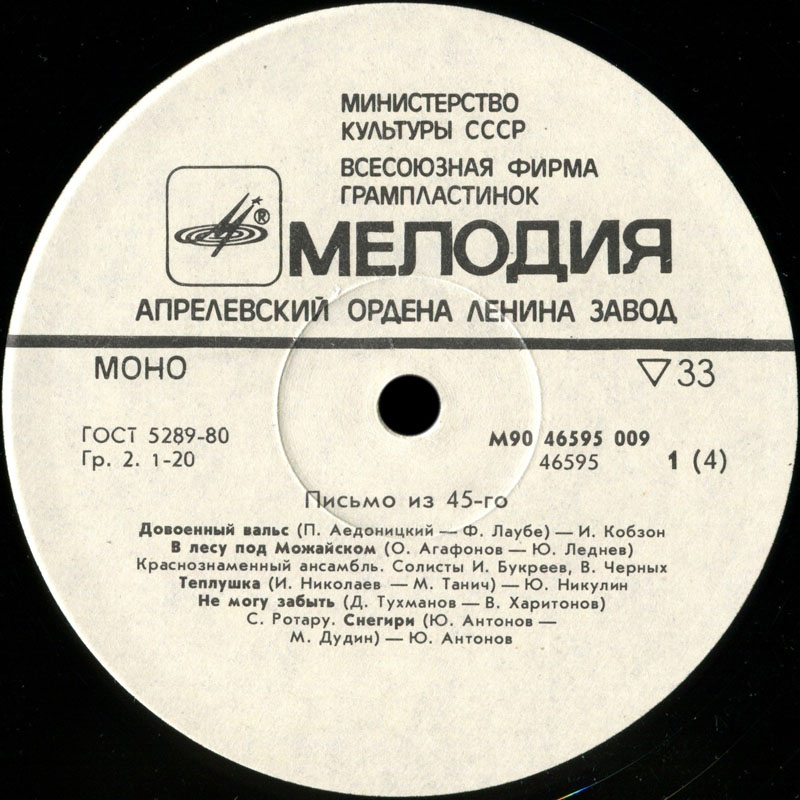 МИНИСТЕРСТВО
КУЛЬТУРЫ СССР
ВСЕСОЮЗНАЯ ФИРМА
ГРАМПЛАСТИНОК
®
МЕЛОДИЯ
АПРЕЛЕВСКИЙ ОРДЕНА ЛЕНИНА ЗАВОД
МОНО
▽33
ГОСТ 5289-80
Гр. 2. 1-20
М90 46595 009
46595 1 (4)
Письмо из 45-го
Довоенный вальс (П. Аедоницкий — Ф. Лаубе) — И. Кобзон
В лесу под Можайском (О. Агафонов — Ю. Леднев)
Краснознаменный ансамбль. Солисты И. Букреев, В. Черных
Теплушка (И. Николаев — М. Танич) — Ю. Никулин
Не могу забыть (Д. Тухманов — В. Харитонов)
С. Ротару. Снегири (Ю. Антонов —
М. Дудин) — Ю. Антонов